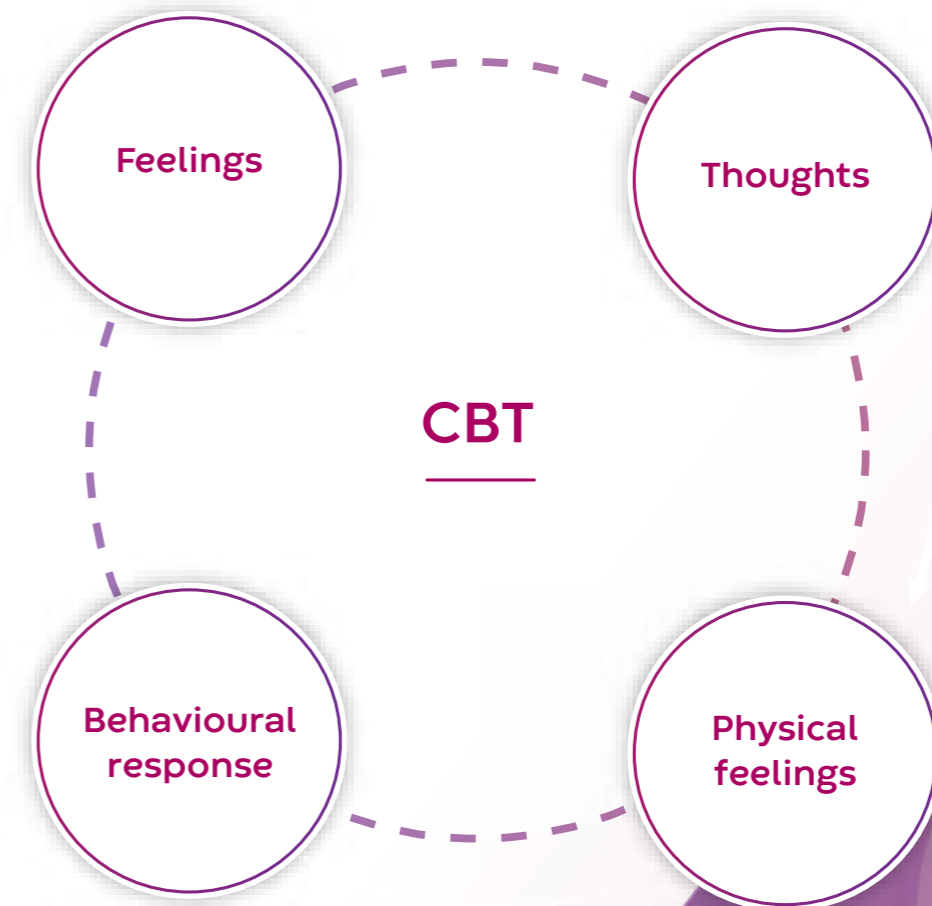 Feelings
Thoughts
CBT
Behavioural
response
Physical
feelings